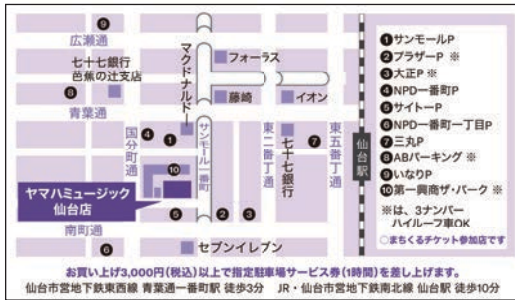 広瀬通
七十七銀行
芭蕉の辻支店
マクドナルド
フォーラス
藤崎
イオン
青葉通
国分町通
サンモール一番町
東二番丁通
七十七銀行
東五番丁通
仙台駅
ヤマハミュージック
仙台店
南町通
セブンイレブン
❶サンモールP
❷プラザーP ※
❸大正P ※
❹NPD一番町P
❺サイトーP
❻NPD一番町一丁目P
❼三丸P
❽ABパーキング ※
❾いなりP
❿第一興商ザ・パーク ※
※は、3ナンバー
ハイルーフ車OK
○まちくるチケット参加店です
お買い上げ3,000円(税込)以上で指定駐車場サービス券(1時間)を差し上げます。
仙台市営地下鉄東西線 青葉通一番町駅 徒歩3分 JR・仙台市営地下鉄南北線 仙台駅 徒歩10分